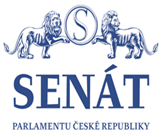 S
SENÁT
PARLAMENTU ČESKÉ REPUBLIKY